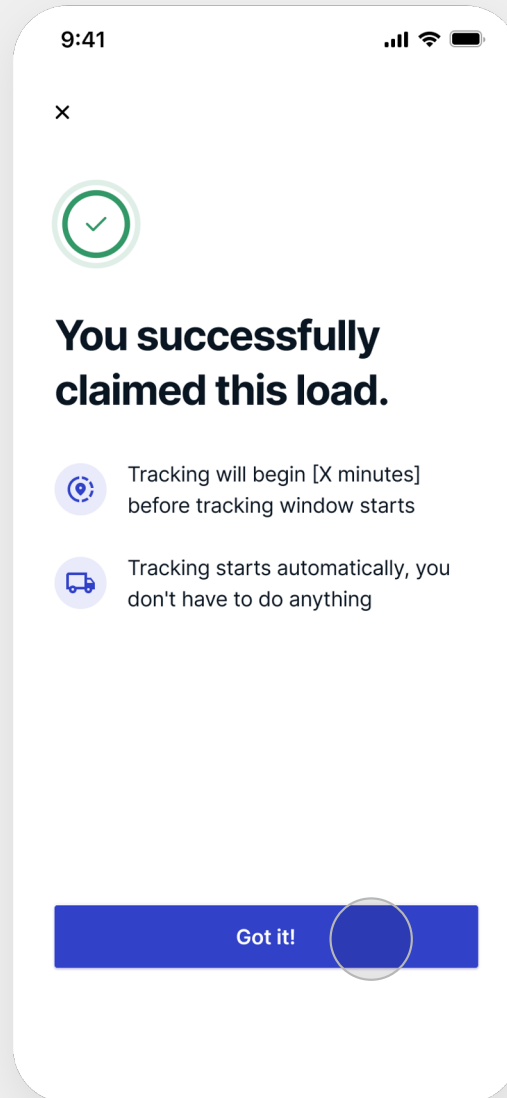 9:41
You successfully
claimed this load.
Tracking will begin [X minutes]
before tracking window starts
Tracking starts automatically, you
don't have to do anything
Got it!